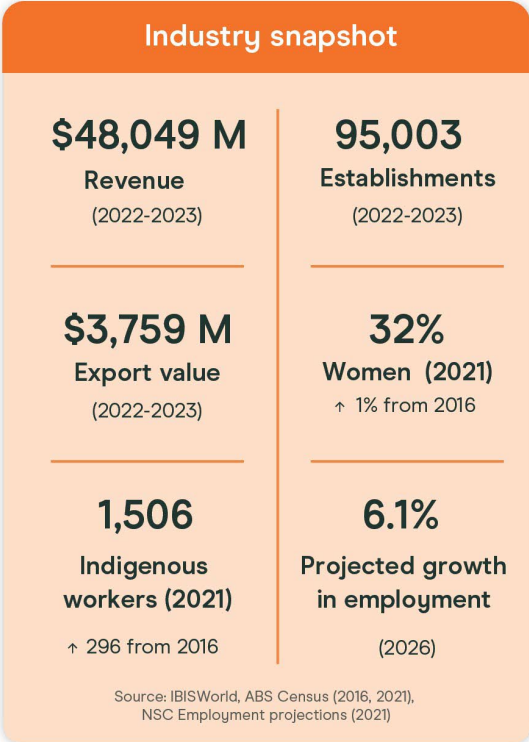 Industry snapshot
$48,049 M
Revenue
(2022-2023)
95,003
Establishments
(2022-2023)
$3,759 M
Export value
(2022-2023)
32%
Women (2021)
↑ 1% from 2016
1,506
Indigenous
workers (2021)
↑ 296 from 2016
6.1%
Projected growth
in employment
(2026)
Source: IBISWorld, ABS Census (2016, 2021),
NSC Employment projections (2021)